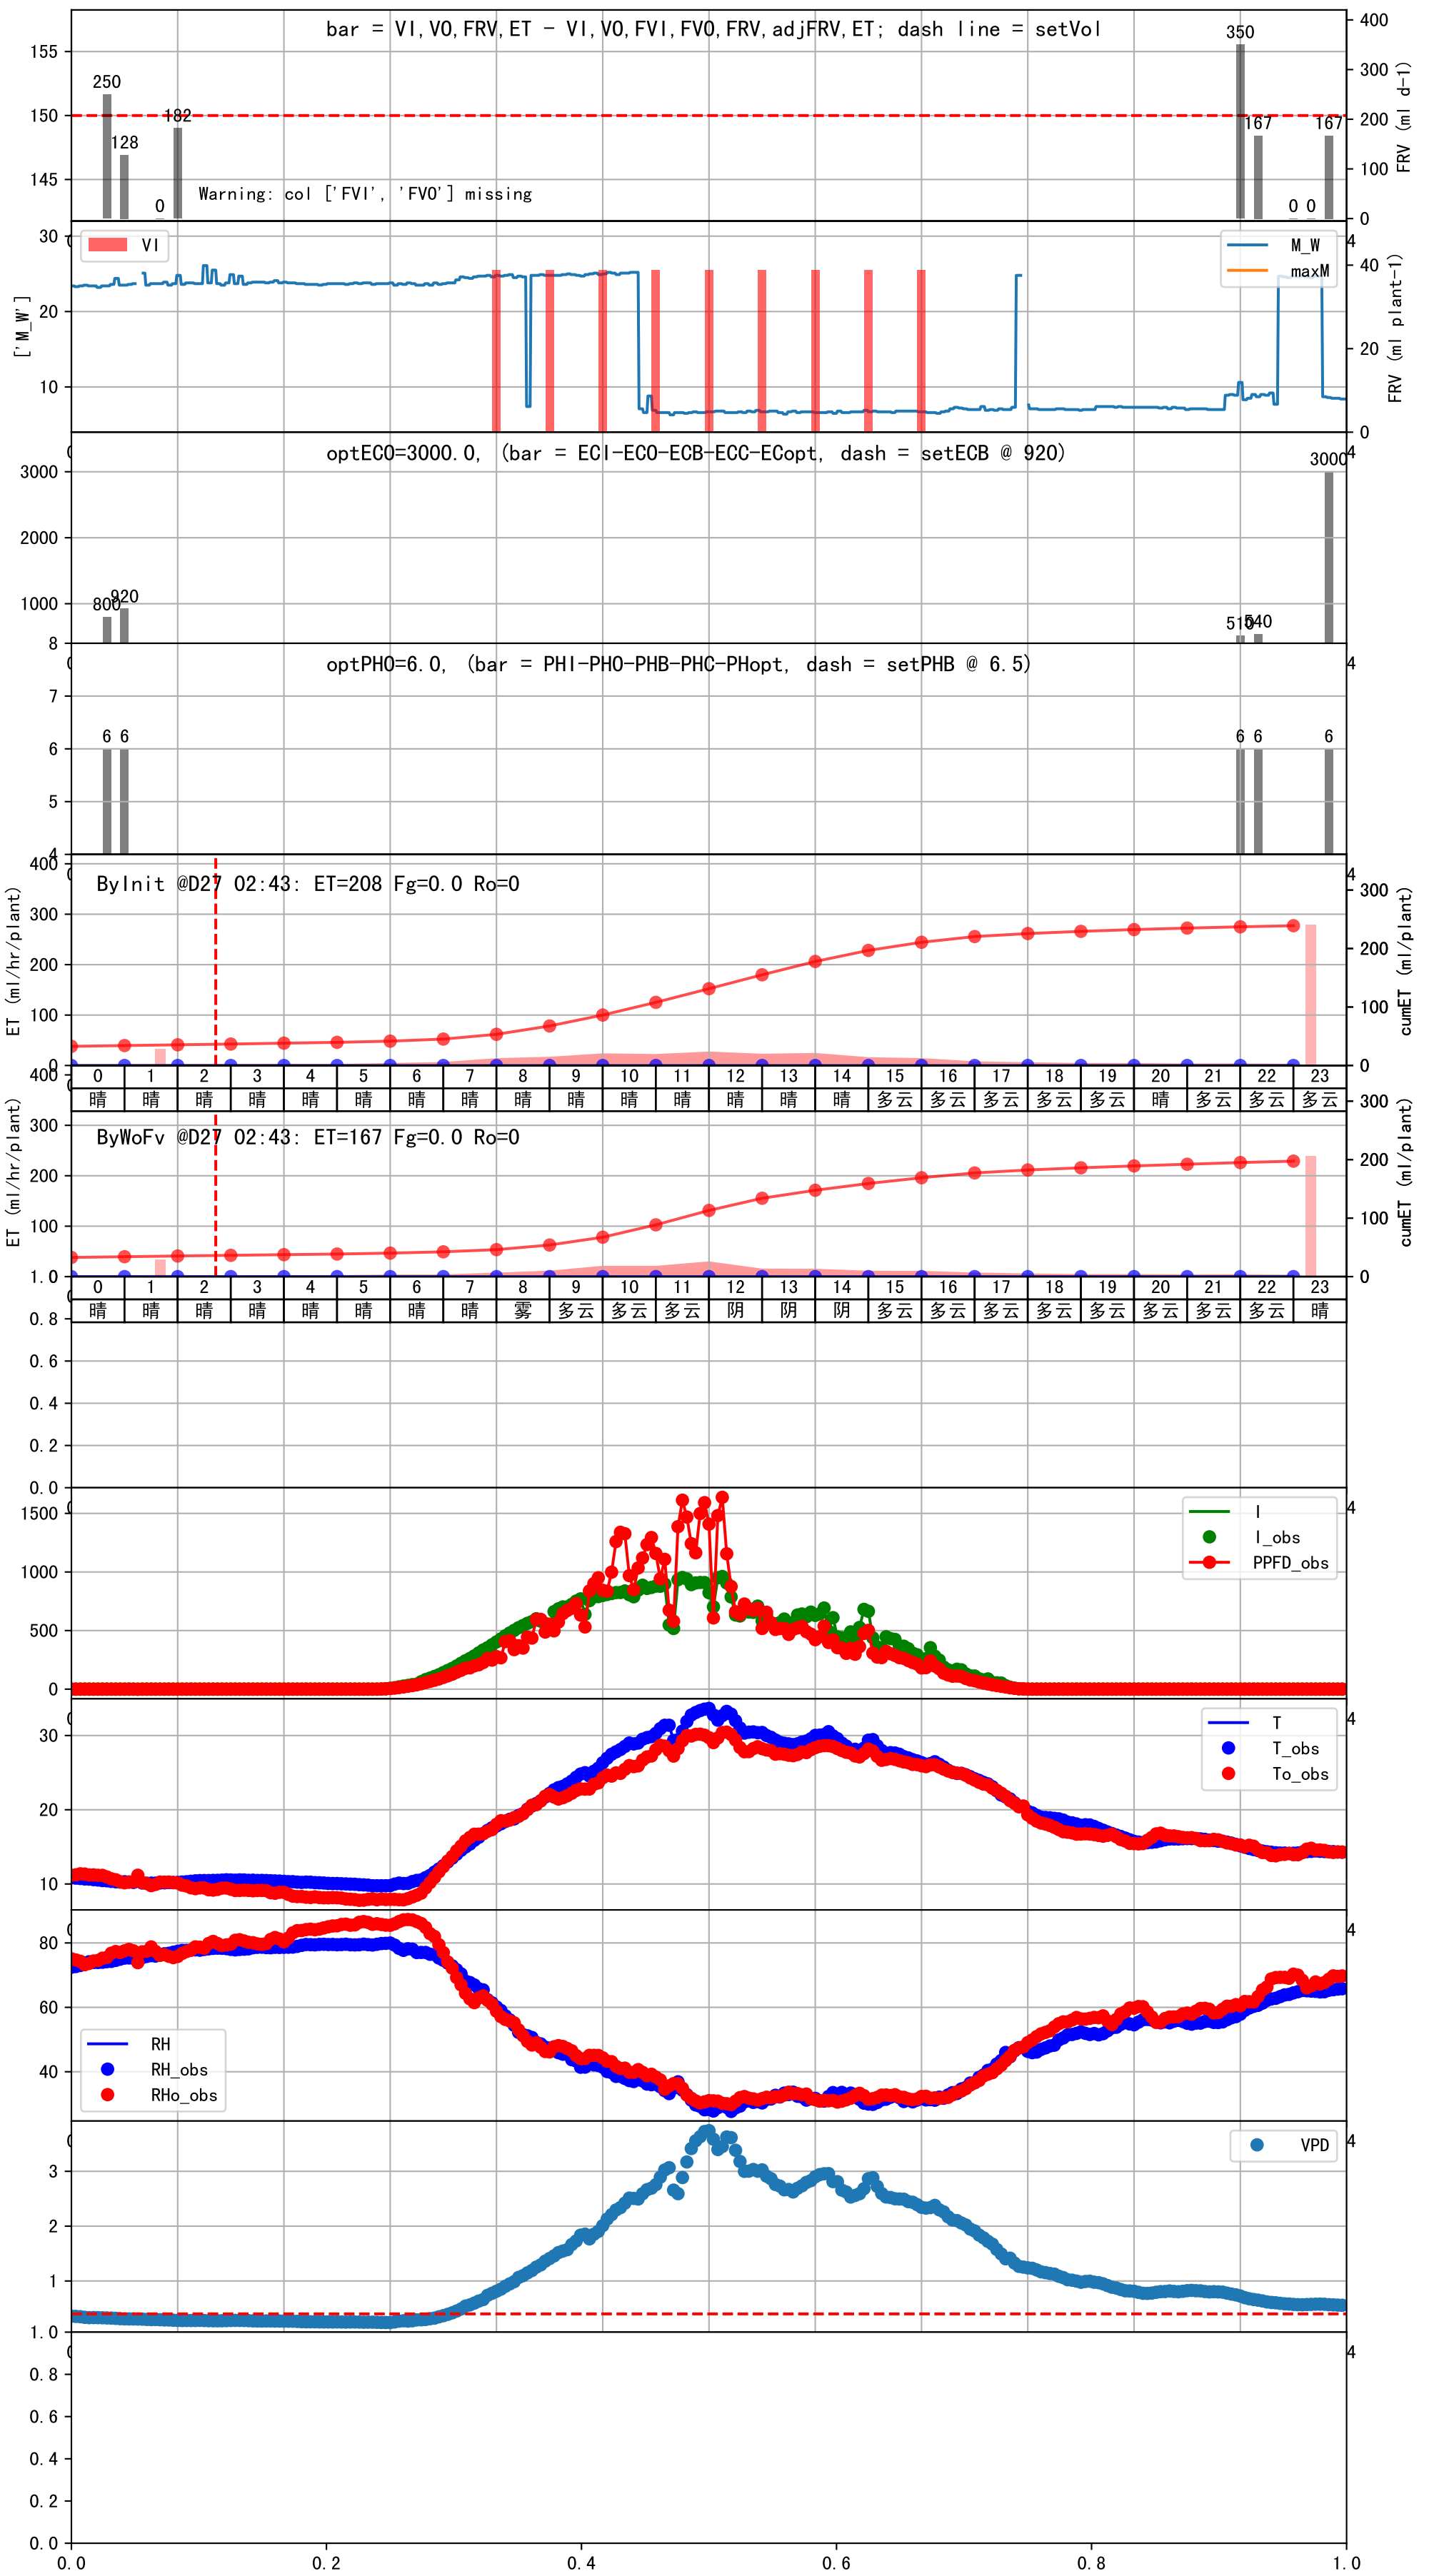 bar = VI,VO,FRV,ET - VI,VO,FVI,FVO,FRV,adjFRV,ET; dash line = setVol
155
150
145
250
128
0
182
350
167
0 0
167
400
300
200
100
0
FRV (ml d-1)
Warning: col ['FVI', 'FVO'] missing
VI
M_W
maxM
['M_W']
30
20
10
4
40
20
0
FRV (ml plant-1)
optECO=3000.0, (bar = ECI-ECO-ECB-ECC-ECopt, dash = setECB @ 920)
3000
2000
1000
800
920
510
540
3000
4
optPHO=6.0, (bar = PHI-PHO-PHB-PHC-PHopt, dash = setPHB @ 6.5)
8
7
6
5
4
6 6
6 6
6
4
ByInit @D27 02:43: ET=208 Fg=0.0 Ro=0
ET (ml/hr/plant)
400
300
200
100
0
4
300
200
100
0
cumET (ml/plant)
0 1 2 3 4 5 6 7 8 9 10 11 12 13 14 15 16 17 18 19 20 21 22 23
晴 晴 晴 晴 晴 晴 晴 晴 晴 晴 晴 晴 晴 晴 晴 多云 多云 多云 多云 多云 晴 多云 多云 多云
ByWoFv @D27 02:43: ET=167 Fg=0.0 Ro=0
ET (ml/hr/plant)
400
300
200
100
300
200
100
0
cumET (ml/plant)
0 1 2 3 4 5 6 7 8 9 10 11 12 13 14 15 16 17 18 19 20 21 22 23
晴 晴 晴 晴 晴 晴 晴 晴 雾 多云 多云 多云 阴 阴 阴 多云 多云 多云 多云 多云 多云 多云 多云 晴
1.0
0.8
0.6
0.4
0.2
0.0
4
I
I_obs
PPFD_obs
1500
1000
500
0
4
T
T_obs
To_obs
30
20
10
4
RH
RH_obs
RHo_obs
80
60
40
4
VPD
3
2
1
4
1.0
0.8
0.6
0.4
0.2
0.0
0.0 0.2 0.4 0.6 0.8 1.0